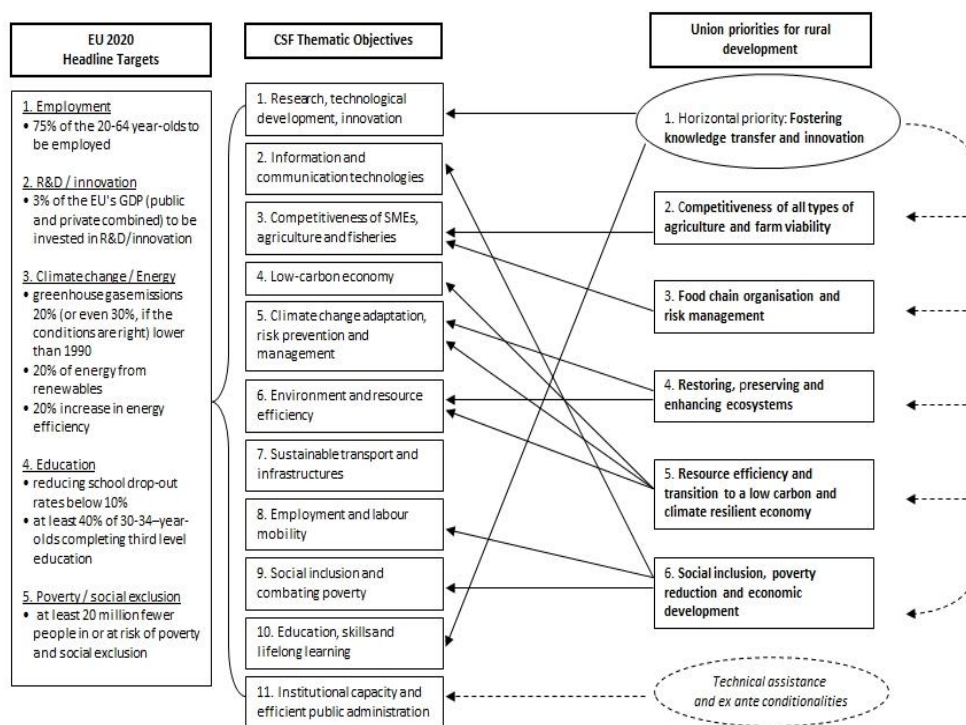 EU 2020
Headline Targets
1. Employment
• 75% of the 20-64 year-olds to
be employed
2. R&D / innovation
• 3% of the EU's GDP (public
and private combined) to be
invested in R&D/innovation
3. Climate change / Energy
• greenhouse gas emissions
20% (or even 30%, if the
conditions are right) lower
than 1990
• 20% of energy from
renewables
• 20% increase in energy
efficiency
4. Education
• reducing school drop-out
rates below 10%
• at least 40% of 30-34–year-
olds completing third level
education
5. Poverty / social exclusion
• at least 20 million fewer
people in or at risk of poverty
and social exclusion
CSF Thematic Objectives
1. Research, technological
development, innovation
2. Information and
communication technologies
3. Competitiveness of SMEs,
agriculture and fisheries
4. Low-carbon economy
5. Climate change adaptation,
risk prevention and
management
6. Environment and resource
efficiency
7. Sustainable transport and
infrastructures
8. Employment and labour
mobility
9. Social inclusion and
combating poverty
10. Education, skills and
lifelong learning
11. Institutional capacity and
efficient public administration
Union priorities for rural
development
1. Horizontal priority: Fostering
knowledge transfer and innovation
2. Competitiveness of all types of
agriculture and farm viability
3. Food chain organisation and
risk management
4. Restoring, preserving and
enhancing ecosystems
5. Resource efficiency and
transition to a low carbon and
climate resilient economy
6. Social inclusion, poverty
reduction and economic
development
Technical assistance
and ex ante conditionalities